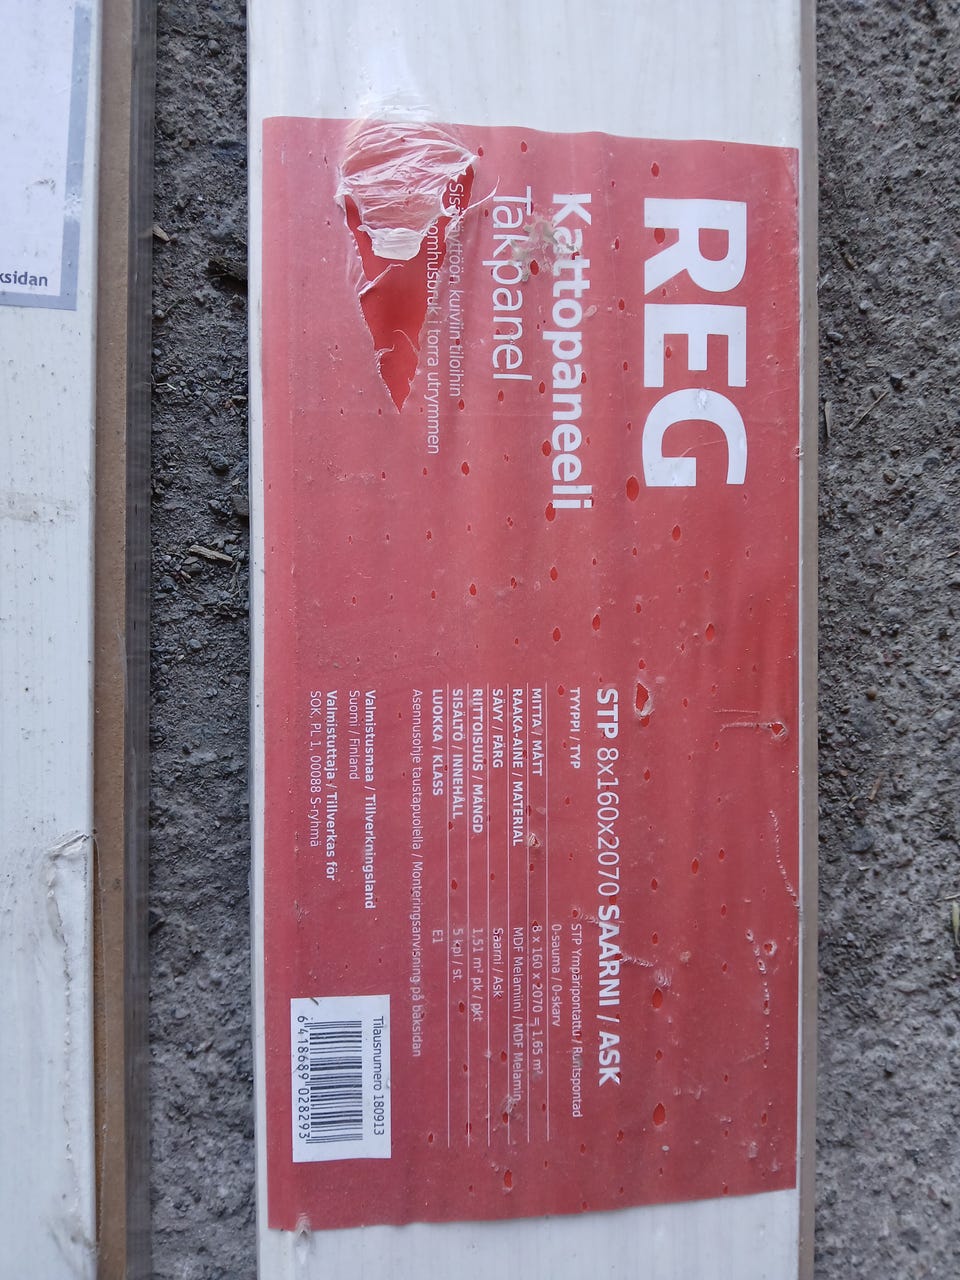 REG
Kattopaneeli
Takpanel
kuiviin tiloihin
i torra utrymmen
STP 8x160x2070 SAARNI / ASK
TYYPPI / TYP STP Ympäripontattu / Runtspontad
0-sauma / 0-skarv
MITTA / MÅTT 8 x 160 x 2070 = 1,65 m²
RAAKA-AINE / MATERIAL MDF Melamiini / MDF Melamin
SÄVY / FÄRG Saarni / Ask
RIITTOISUUS / MÄNGD 1,51 m² pk / pkt
SISÄLTÖ / INNEHÅLL 5 kpl / st.
LUOKKA / KLASS E1
Asennusohje taustapuolella / Monteringsanvisning på baksidan
Valmistusmaa / Tillverkningsland
Suomi / Finland
Valmistuttaja / Tillverkas för
SOK, PL 1, 00088 S-ryhmä
Tilausnumero 180913
6 418689 028293
ksidan